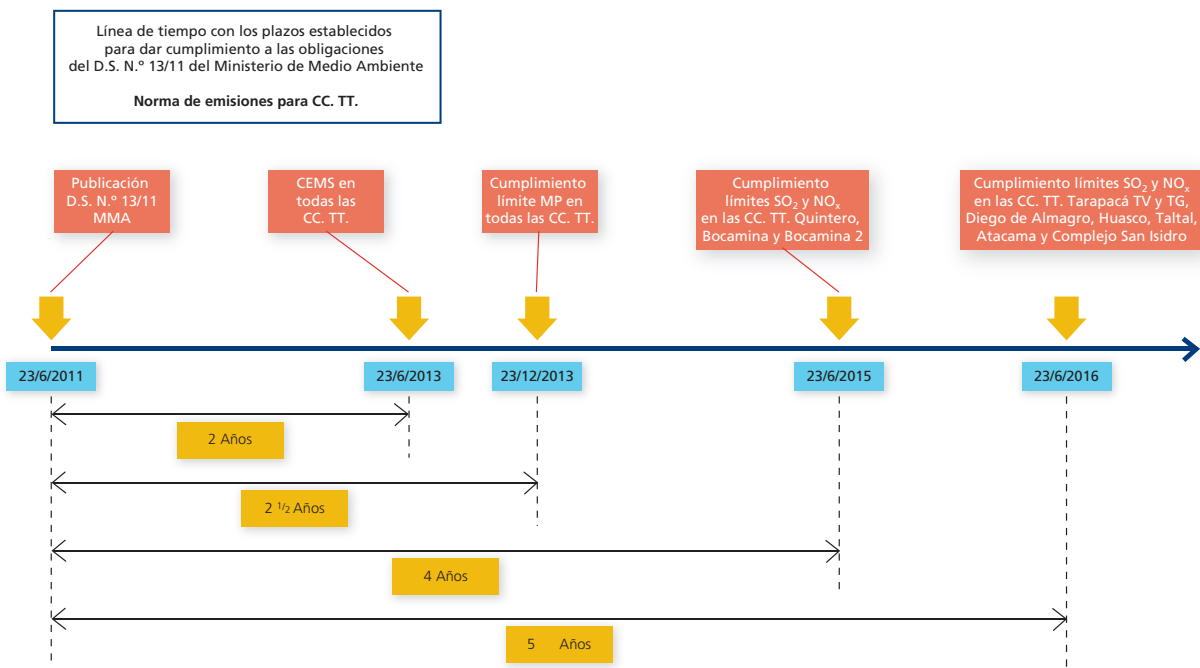 Línea de tiempo con los plazos establecidos
para dar cumplimiento a las obligaciones
del D.S. N.º 13/11 del Ministerio de Medio Ambiente
Norma de emisiones para CC. TT.
Publicación
D.S. N.º 13/11
MMA
CEMS en
todas las
CC. TT.
Cumplimiento
límite MP en
todas las CC. TT.
Cumplimiento
límites SO₂ y NOₓ
en las CC. TT. Quintero,
Bocamina y Bocamina 2
Cumplimiento límites SO₂ y NOₓ
en las CC. TT. Tarapacá TV y TG,
Diego de Almagro, Huasco, Taltal,
Atacama y Complejo San Isidro
23/6/2011
23/6/2013
23/12/2013
23/6/2015
23/6/2016
2 Años
2 1/2 Años
4 Años
5 Años